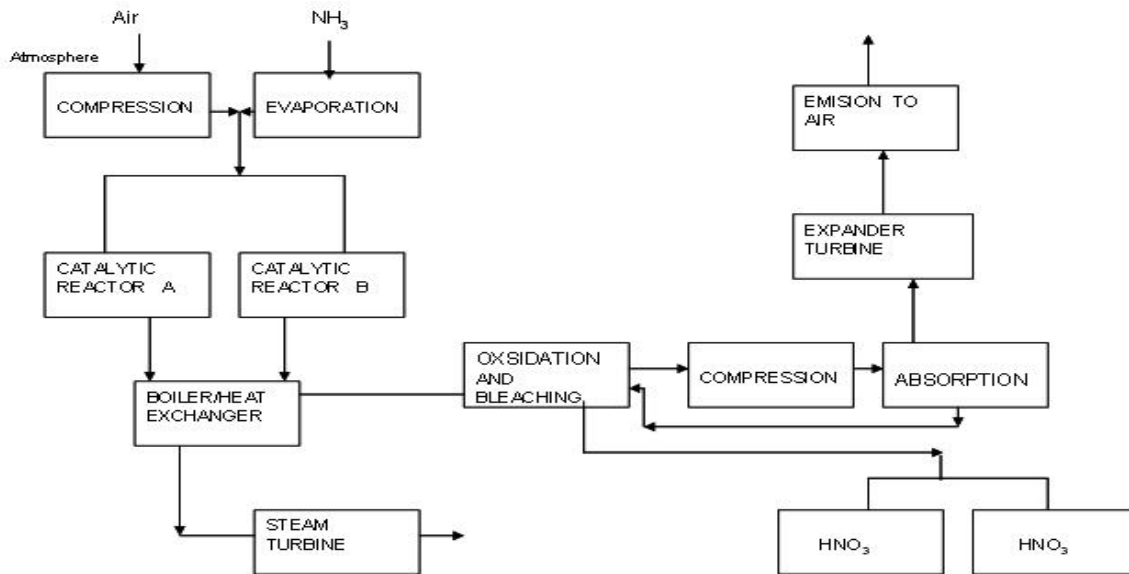 Air
NH₃
Atmosphere
COMPRESSION
EVAPORATION
EMISION TO
AIR
EXPANDER
TURBINE
CATALYTIC
REACTOR A
CATALYTIC
REACTOR B
OXSIDATION
AND
BLEACHING
COMPRESSION
ABSORPTION
BOILER/HEAT
EXCHANGER
STEAM
TURBINE
HNO₃
HNO₃